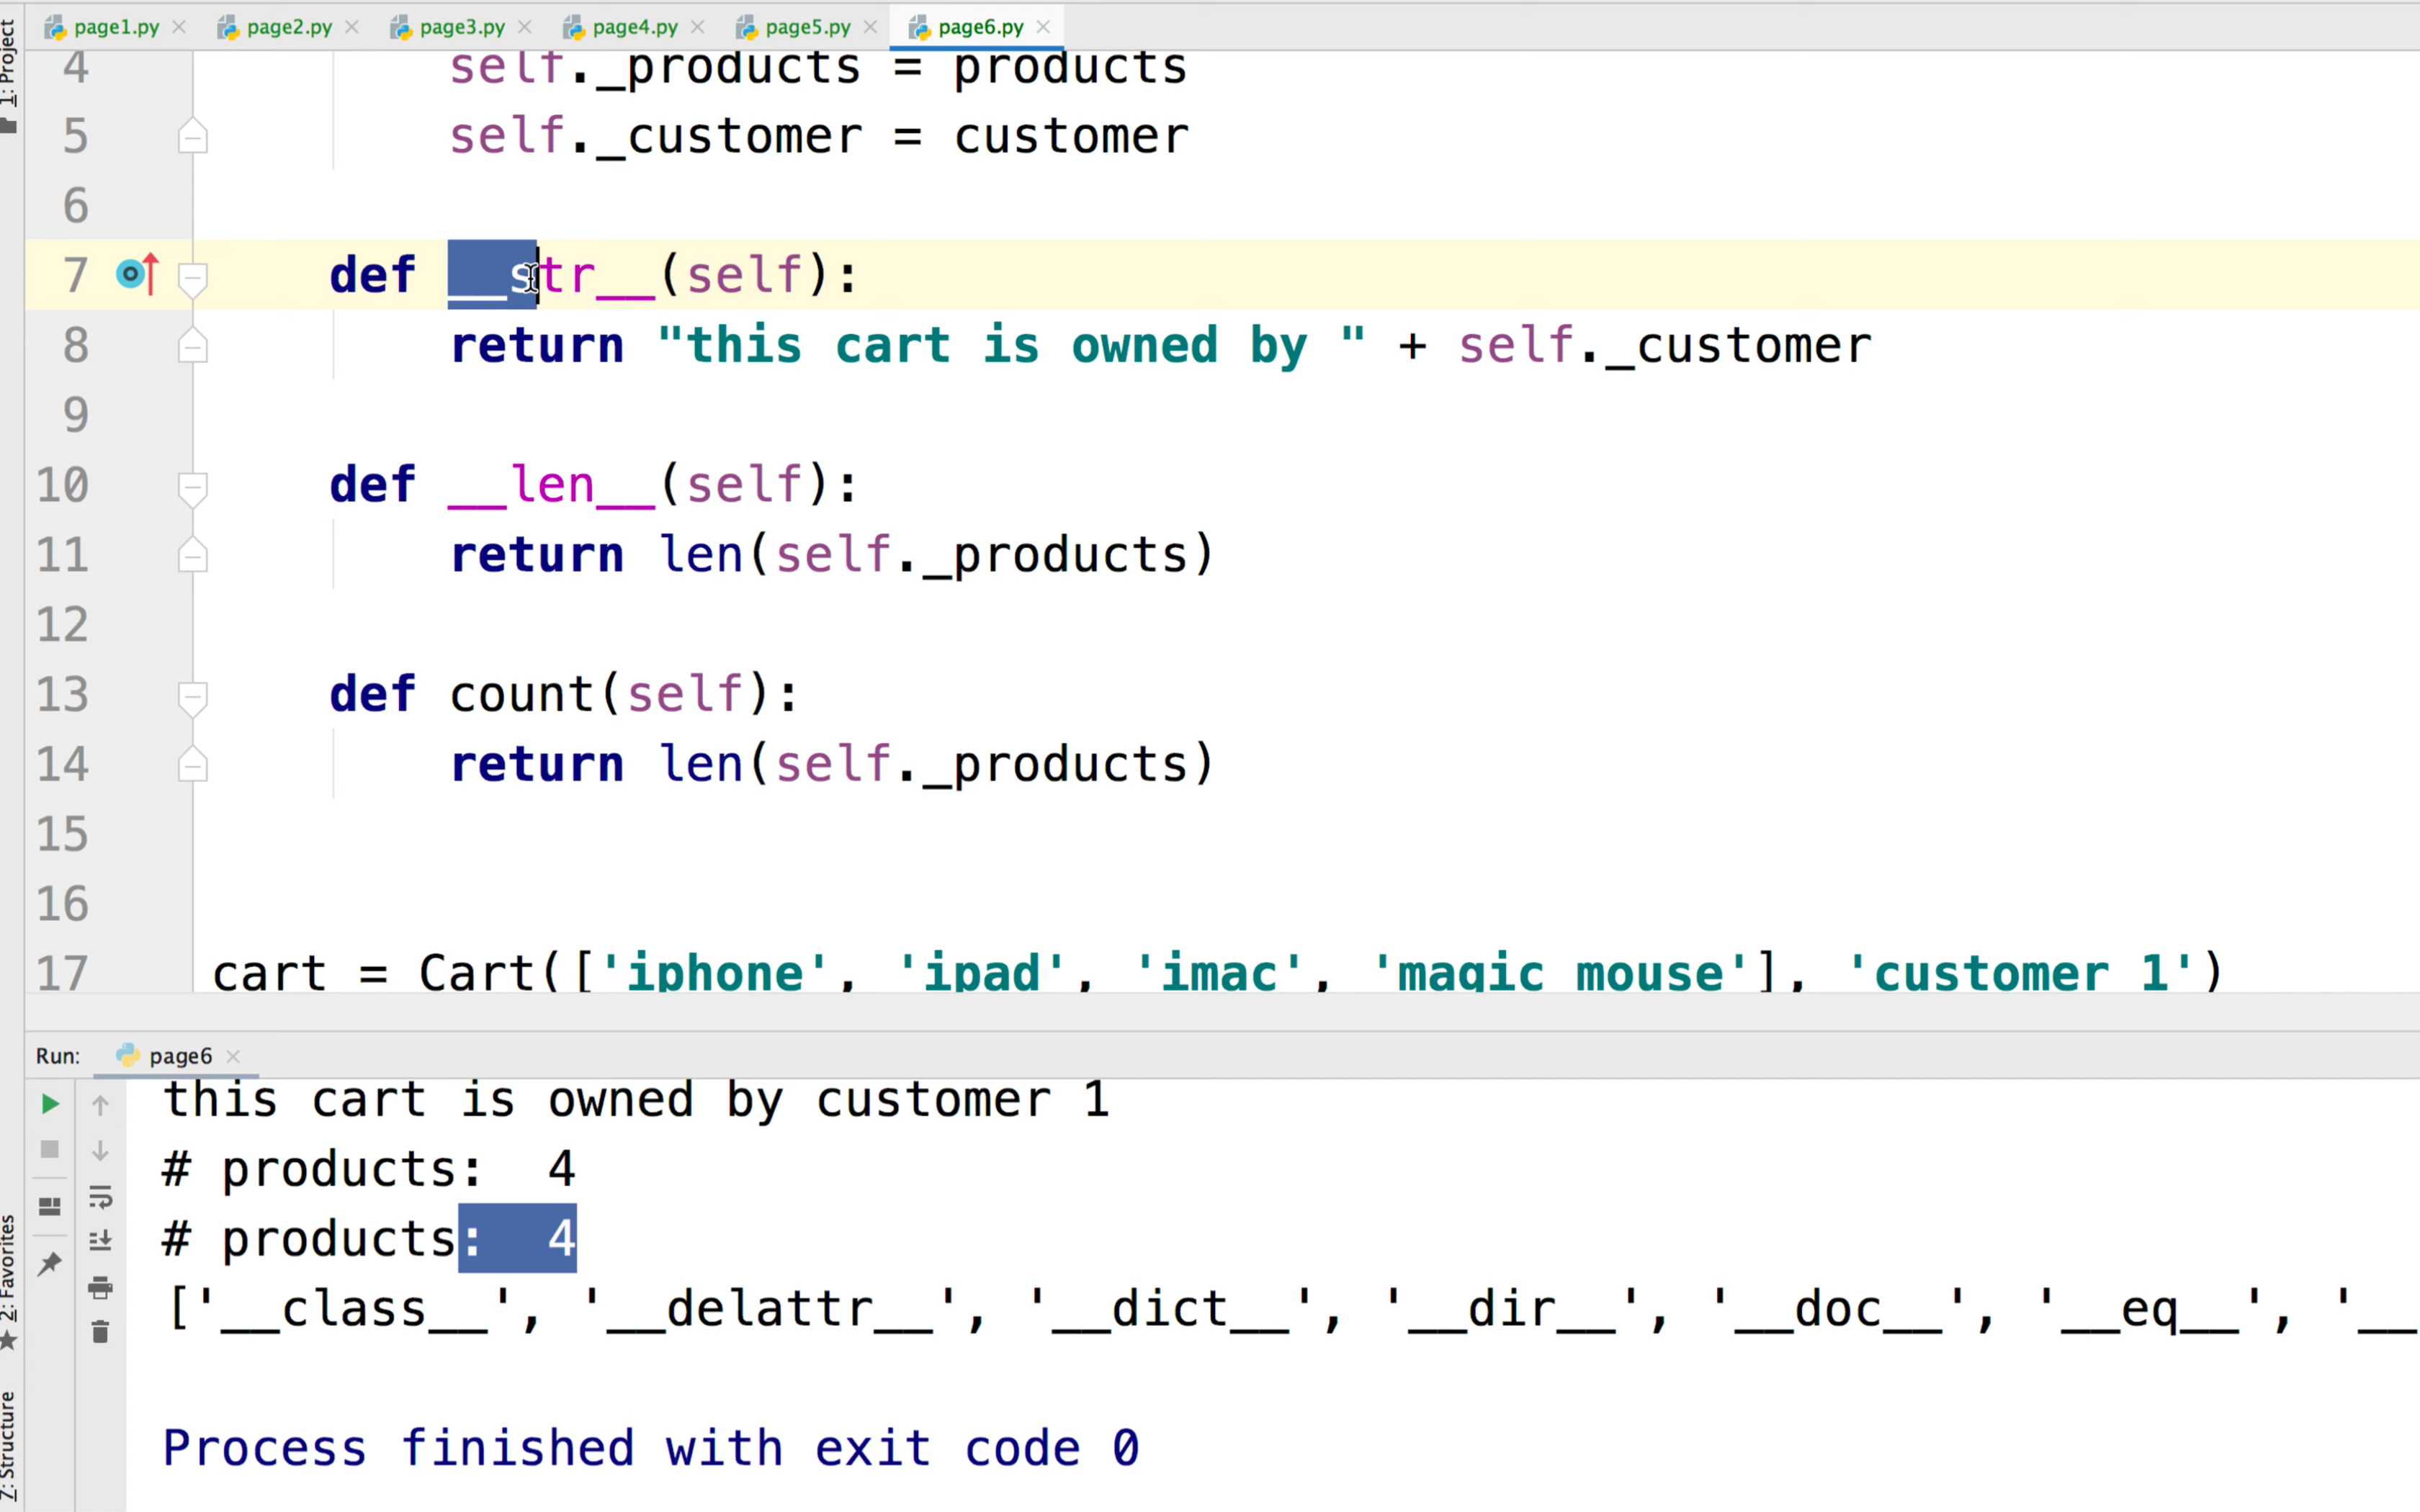 page1.py page2.py page3.py page4.py page5.py page6.py
1: Project
4 self._products = products
5 self._customer = customer
6
7 def __str__(self):
8 return "this cart is owned by " + self._customer
9
10 def __len__(self):
11 return len(self._products)
12
13 def count(self):
14 return len(self._products)
15
16
17 cart = Cart(['iphone', 'ipad', 'imac', 'magic mouse'], 'customer 1')
Run: page6
this cart is owned by customer 1
# products:  4
# products:  4
['__class__', '__delattr__', '__dict__', '__dir__', '__doc__', '__eq__', '__
2: Favorites
Process finished with exit code 0
7: Structure